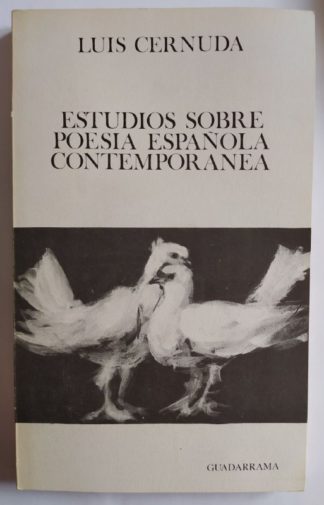 LUIS CERNUDA
ESTUDIOS SOBRE
POESIA ESPAÑOLA
CONTEMPORANEA
GUADARRAMA